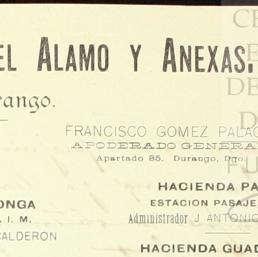 EL ALAMO Y ANEXAS.
rango.
FRANCISCO GOMEZ PALAC
APODERADO GENERA
Apartado 85. Durango, Dgo.
HACIENDA PA
ONGA
ESTACION PASAJE
I. M.
Administrador J ANTONIO
CALDERON
HACIENDA GUAD